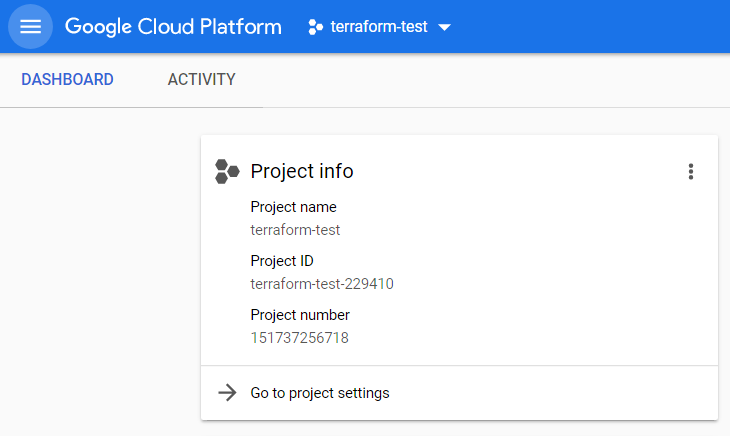 Google Cloud Platform terraform-test
DASHBOARD ACTIVITY
Project info
Project name
terraform-test
Project ID
terraform-test-229410
Project number
151737256718
Go to project settings